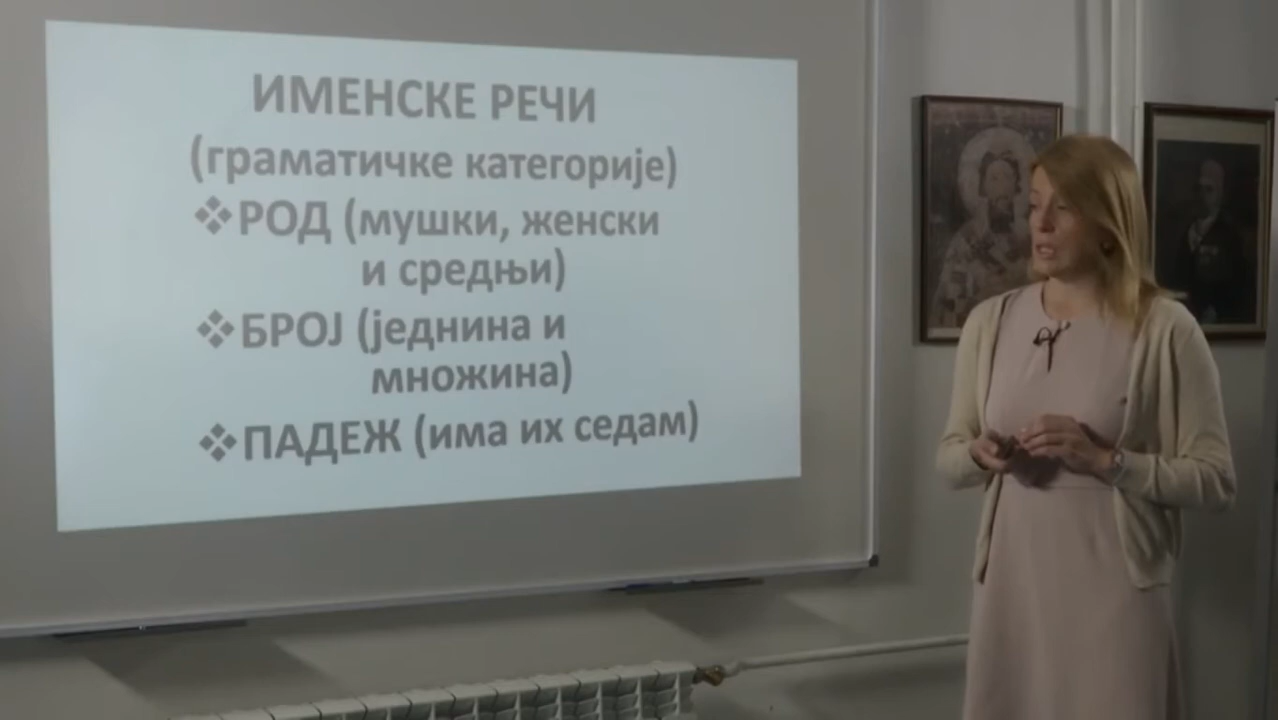 ИМЕНСКЕ РЕЧИ
(граматичке категорије)
❖РОД (мушки, женски
и средњи)
❖БРОЈ (једнина и
множина)
❖ПАДЕЖ (има их седам)